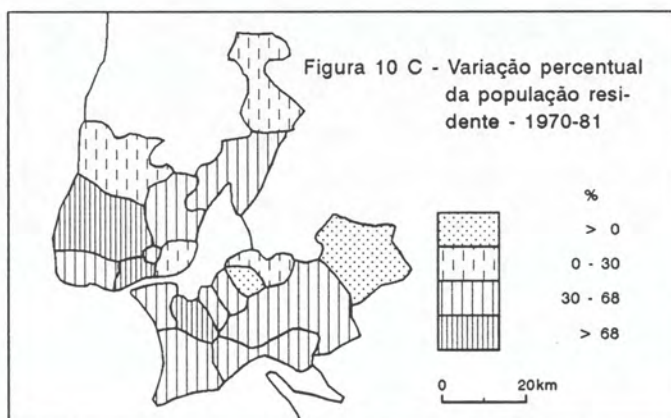 Figura 10 C - Variação percentual
da população resi-
dente - 1970-81
%
> 0
0 - 30
30 - 68
> 68
0 20km